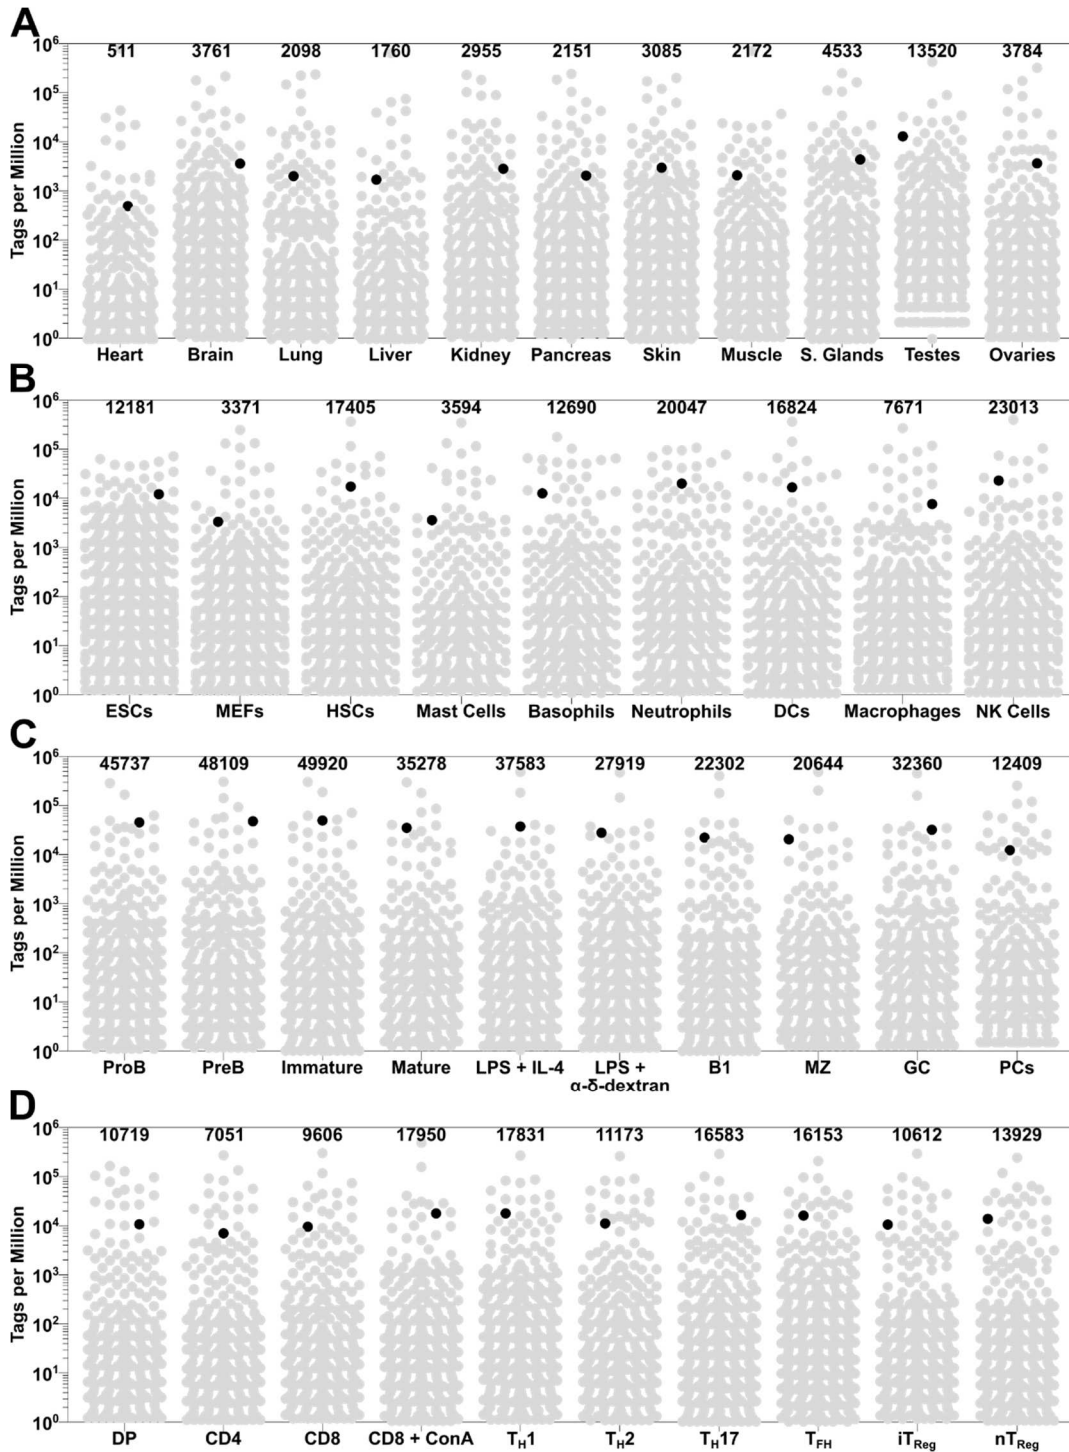 A
511 3761 2098 1760 2955 2151 3085 2172 4533 13520 3784
10⁶
10⁵
10⁴
10³
10²
10¹
10⁰
Tags per Million
Heart Brain Lung Liver Kidney Pancreas Skin Muscle S. Glands Testes Ovaries
B
12181 3371 17405 3594 12690 20047 16824 7671 23013
10⁶
10⁵
10⁴
10³
10²
10¹
10⁰
Tags per Million
ESCs MEFs HSCs Mast Cells Basophils Neutrophils DCs Macrophages NK Cells
C
45737 48109 49920 35278 37583 27919 22302 20644 32360 12409
10⁶
10⁵
10⁴
10³
10²
10¹
10⁰
Tags per Million
ProB PreB Immature Mature LPS + IL-4 LPS + B1 MZ GC PCs
α-δ-dextran
D
10719 7051 9606 17950 17831 11173 16583 16153 10612 13929
10⁶
10⁵
10⁴
10³
10²
10¹
10⁰
Tags per Million
DP CD4 CD8 CD8 + ConA T_H1 T_H2 T_H17 T_FH iT_Reg nT_Reg